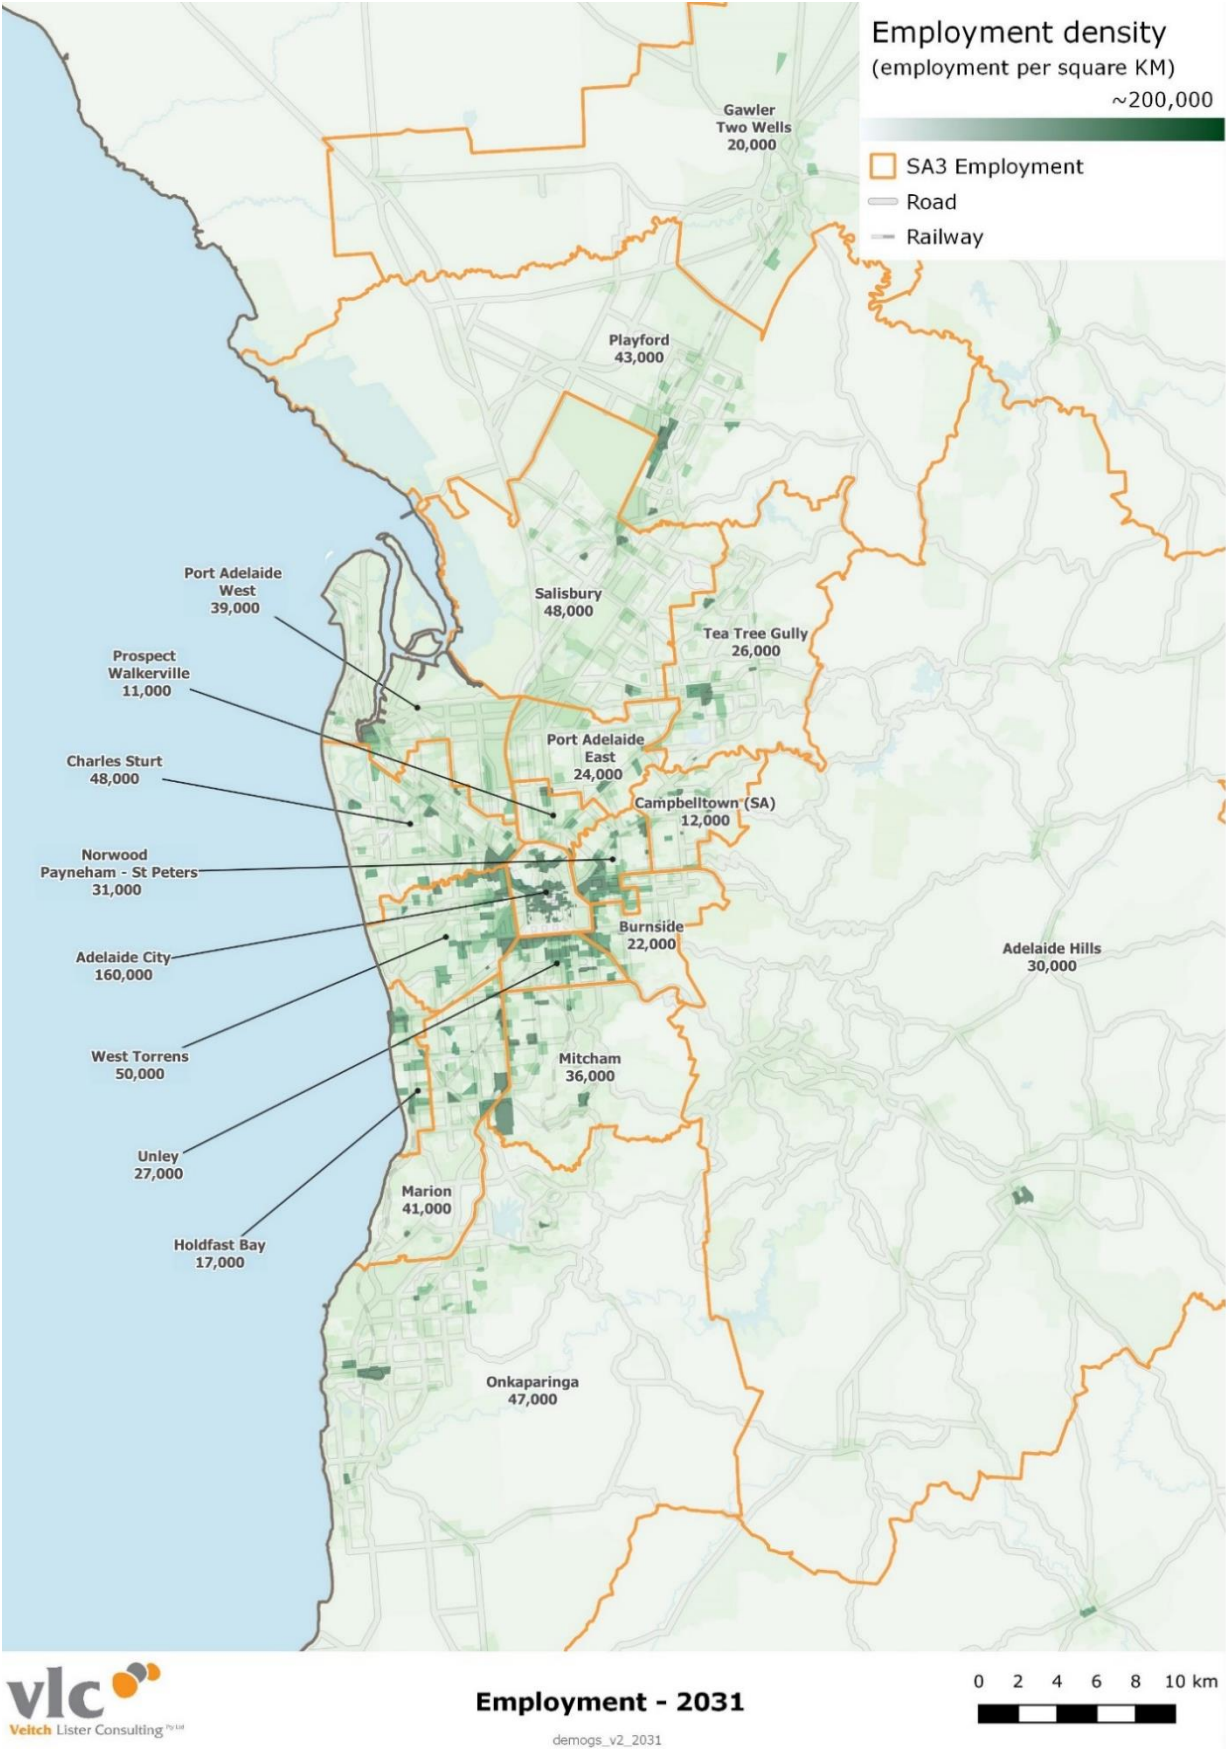 Employment density
(employment per square KM)
~200,000
SA3 Employment
Road
Railway
Gawler
Two Wells
20,000
Playford
43,000
Port Adelaide
West
39,000
Salisbury
48,000
Tea Tree Gully
26,000
Prospect
Walkerville
11,000
Port Adelaide
East
24,000
Charles Sturt
48,000
Campbelltown (SA)
12,000
Norwood
Payneham - St Peters
31,000
Burnside
22,000
Adelaide City
160,000
Adelaide Hills
30,000
West Torrens
50,000
Mitcham
36,000
Unley
27,000
Marion
41,000
Holdfast Bay
17,000
Onkaparinga
47,000
vlc
Veitch Lister Consulting Pty Ltd
Employment - 2031
demogs_v2_2031
0 2 4 6 8 10 km